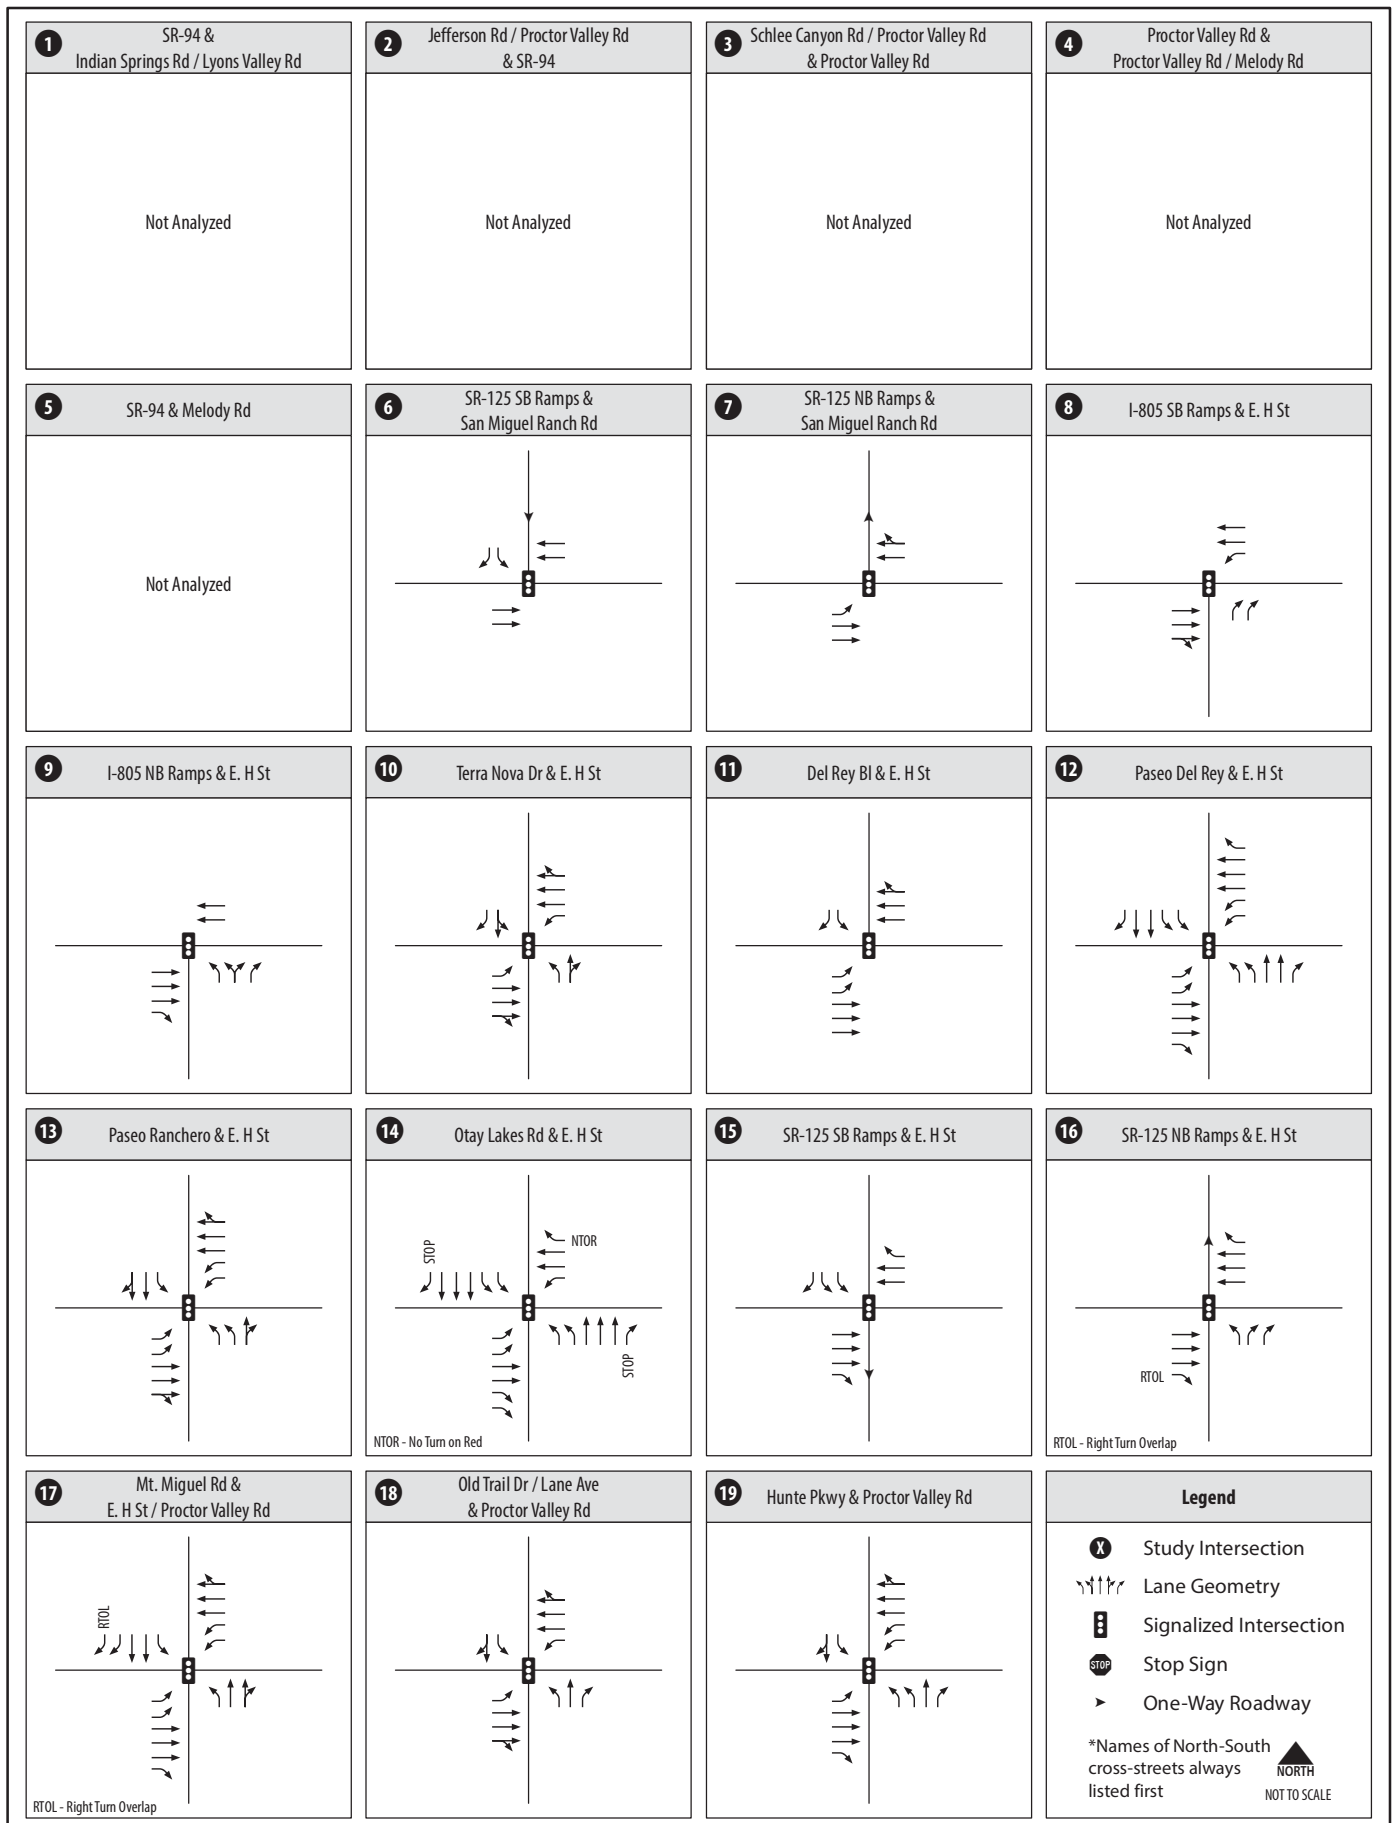 1
SR-94 &
Indian Springs Rd / Lyons Valley Rd
Not Analyzed
2
Jefferson Rd / Proctor Valley Rd
& SR-94
Not Analyzed
3
Schlee Canyon Rd / Proctor Valley Rd
& Proctor Valley Rd
Not Analyzed
4
Proctor Valley Rd &
Proctor Valley Rd / Melody Rd
Not Analyzed
5
SR-94 & Melody Rd
Not Analyzed
6
SR-125 SB Ramps &
San Miguel Ranch Rd
7
SR-125 NB Ramps &
San Miguel Ranch Rd
8
I-805 SB Ramps & E. H St
9
I-805 NB Ramps & E. H St
10
Terra Nova Dr & E. H St
11
Del Rey Bl & E. H St
12
Paseo Del Rey & E. H St
13
Paseo Ranchero & E. H St
14
Otay Lakes Rd & E. H St
STOP
NTOR
STOP
NTOR - No Turn on Red
15
SR-125 SB Ramps & E. H St
16
SR-125 NB Ramps & E. H St
RTOL
RTOL - Right Turn Overlap
17
Mt. Miguel Rd &
E. H St / Proctor Valley Rd
RTOL
RTOL - Right Turn Overlap
18
Old Trail Dr / Lane Ave
& Proctor Valley Rd
19
Hunte Pkwy & Proctor Valley Rd
Legend
X Study Intersection
Lane Geometry
Signalized Intersection
STOP Stop Sign
One-Way Roadway
*Names of North-South
cross-streets always
listed first
NORTH
NOT TO SCALE